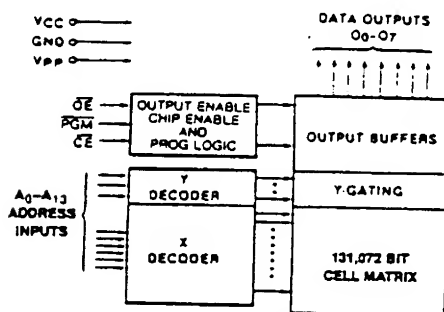 VCC
GND
VPP
DATA OUTPUTS
O0-O7
OE
PGM
CE
OUTPUT ENABLE
CHIP ENABLE
AND
PROG LOGIC
OUTPUT BUFFERS
A0-A13
ADDRESS
INPUTS
Y
DECODER
Y-GATING
X
DECODER
131,072 BIT
CELL MATRIX